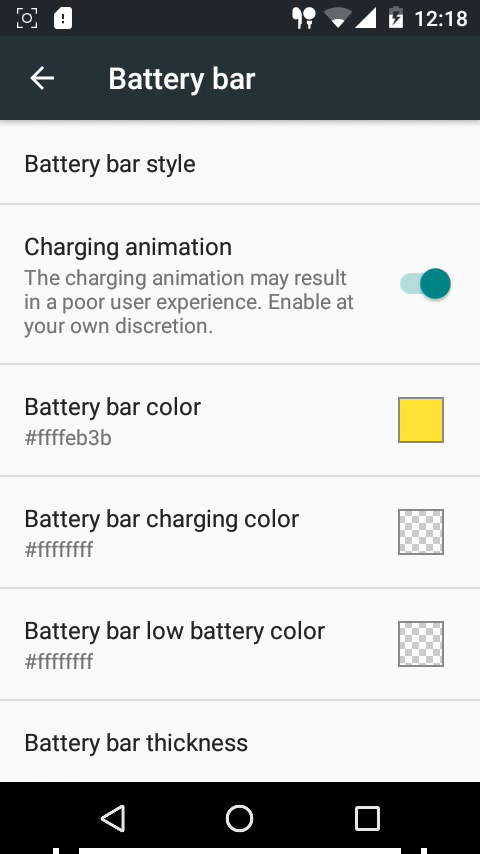 12:18
Battery bar
Battery bar style
Charging animation
The charging animation may result
in a poor user experience. Enable at
your own discretion.
Battery bar color
#ffffeb3b
Battery bar charging color
#ffffffff
Battery bar low battery color
#ffffffff
Battery bar thickness